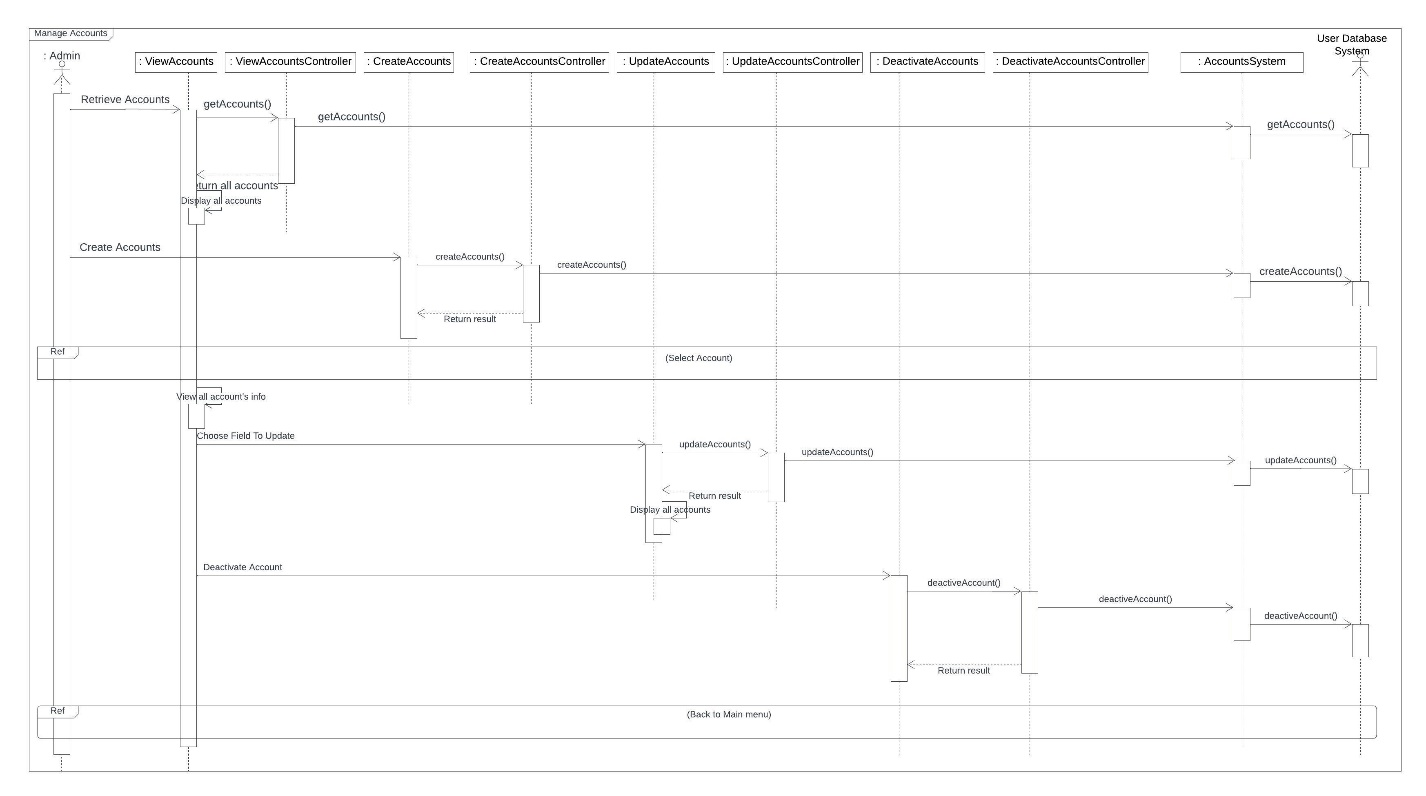 Manage Accounts
User Database
System
: Admin
: ViewAccounts
: ViewAccountsController
: CreateAccounts
: CreateAccountsController
: UpdateAccounts
: UpdateAccountsController
: DeactivateAccounts
: DeactivateAccountsController
: AccountsSystem
Retrieve Accounts
getAccounts()
getAccounts()
getAccounts()
eturn all accounts
Display all accounts
Create Accounts
createAccounts()
createAccounts()
createAccounts()
Return result
Ref
(Select Account)
View all account's info
Choose Field To Update
updateAccounts()
updateAccounts()
updateAccounts()
Return result
Display all accounts
Deactivate Account
deactiveAccount()
deactiveAccount()
deactiveAccount()
Return result
Ref
(Back to Main menu)